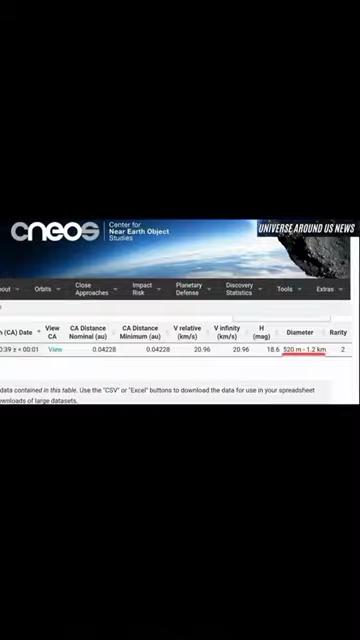 cneos
Center for
Near Earth Object
Studies
UNIVERSE AROUND US NEWS
Orbits
Close
Approaches
Impact
Risk
Planetary
Defense
Discovery
Statistics
Tools
Extras
(CA) Date
View
CA
CA Distance
Nominal (au)
CA Distance
Minimum (au)
V relative
(km/s)
V infinity
(km/s)
H
(mag)
Diameter
Rarity
0:39 ± < 00:01 View 0.04228 0.04228 20.96 20.96 18.6 520 m - 1.2 km 2
data contained in this table. Use the "CSV" or "Excel" buttons to download the data for use in your spreadsheet
ownloads of large datasets.